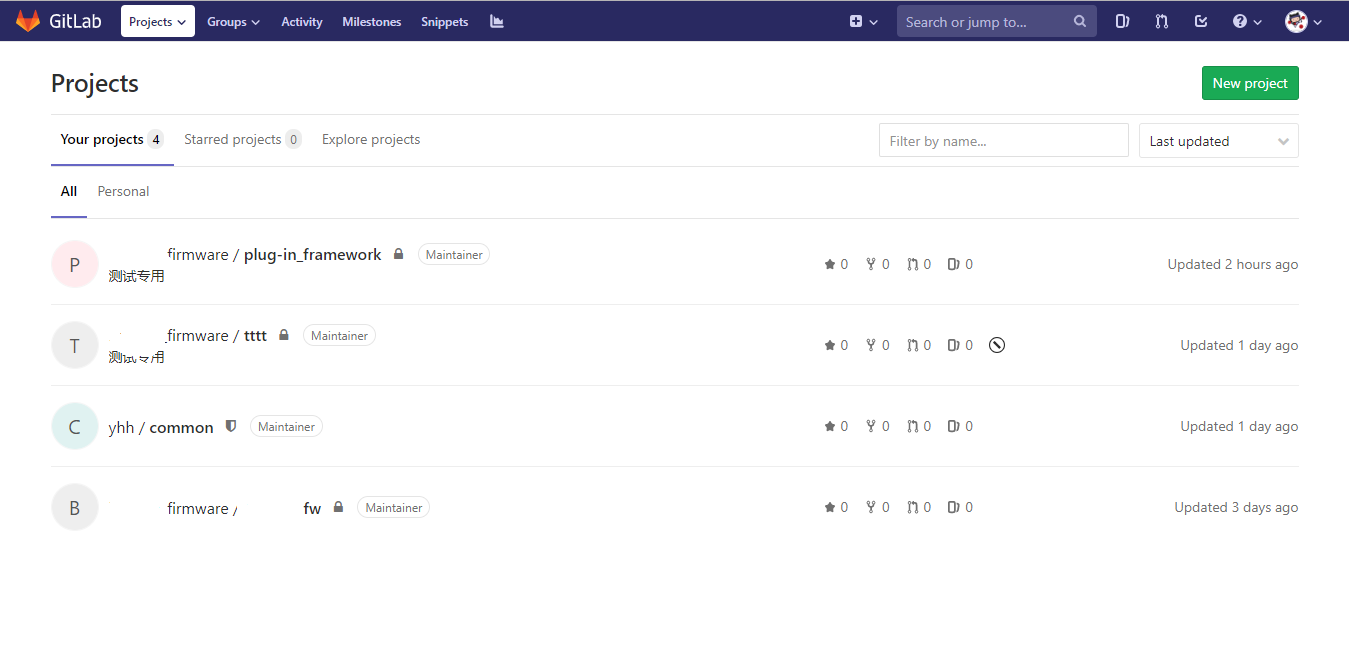 GitLab Projects Groups Activity Milestones Snippets Search or jump to...
Projects New project
Your projects 4 Starred projects 0 Explore projects Filter by name... Last updated
All Personal
P firmware / plug-in_framework Maintainer 0 0 0 0 Updated 2 hours ago
测试专用
T firmware / tttt Maintainer 0 0 0 0 Updated 1 day ago
测试专用
C yhh / common Maintainer 0 0 0 0 Updated 1 day ago
B firmware / fw Maintainer 0 0 0 0 Updated 3 days ago